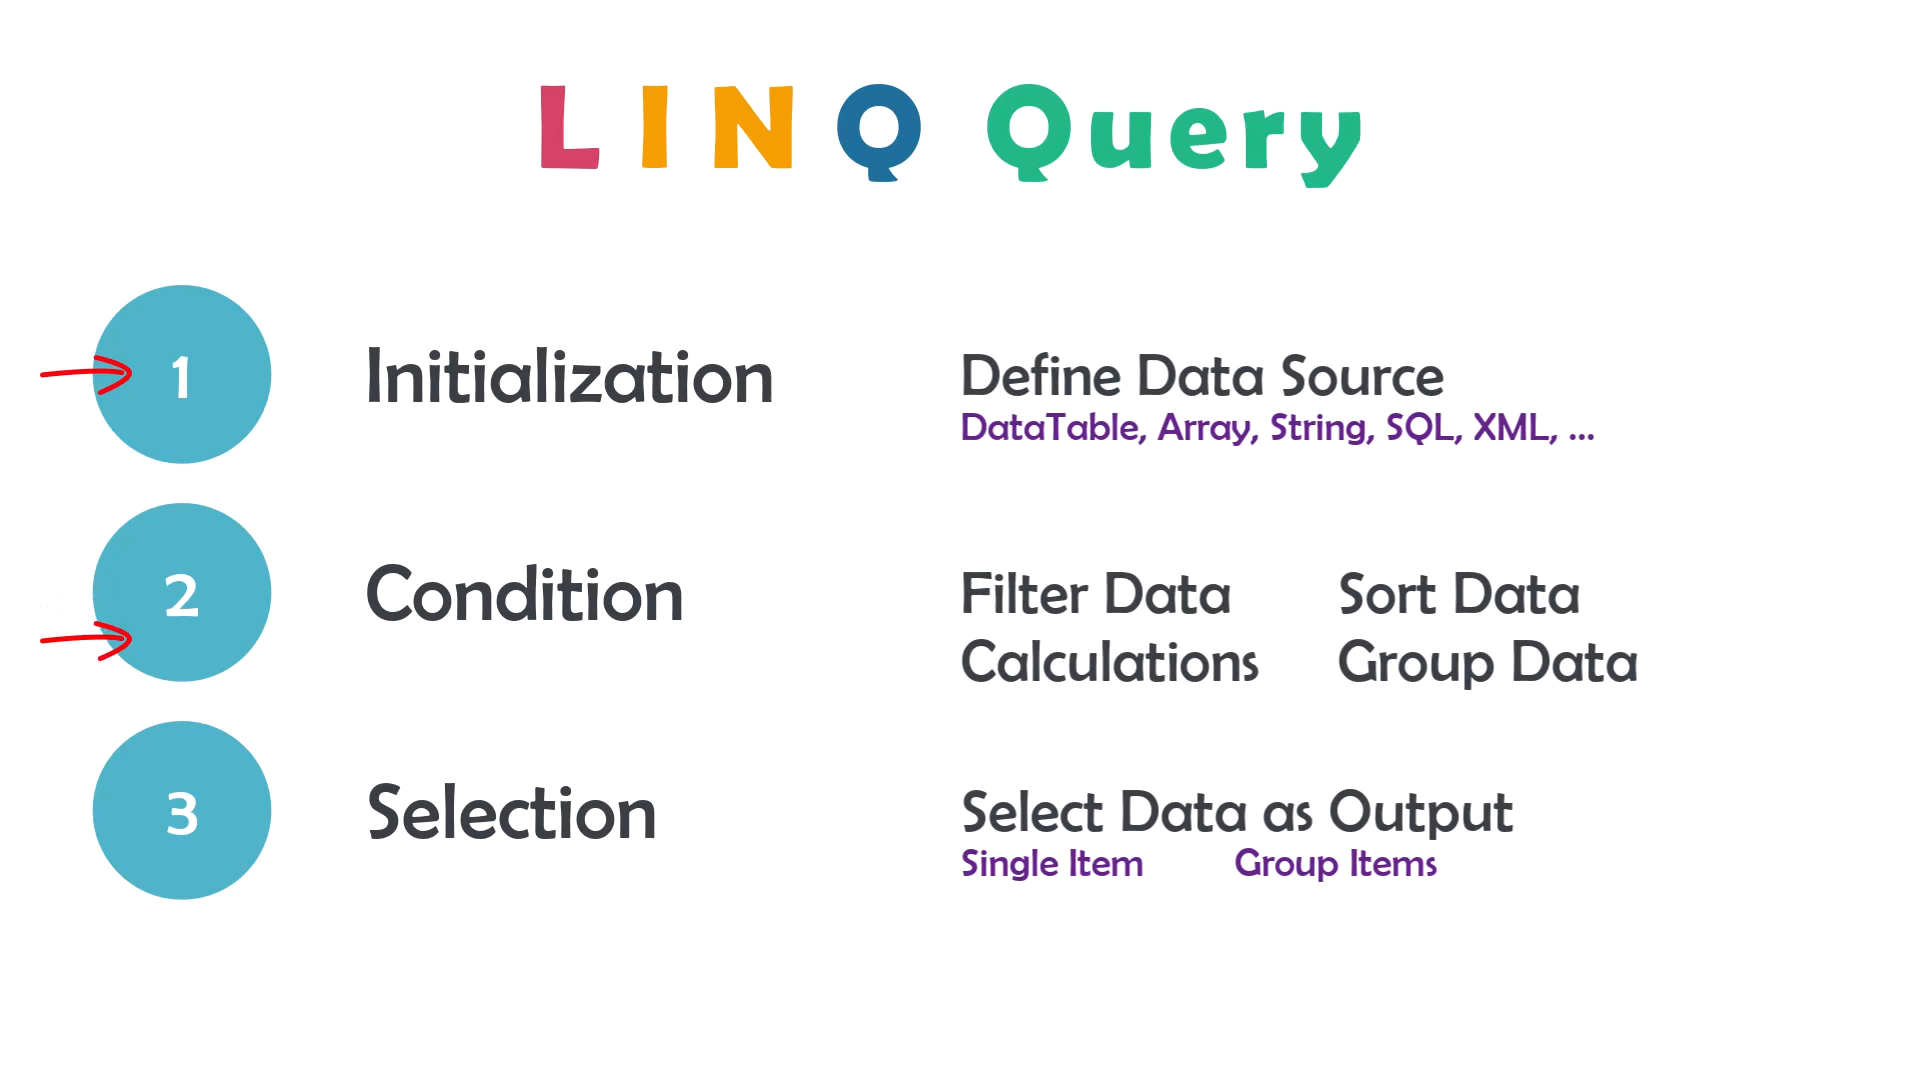 LINQ Query
1
Initialization
Define Data Source
DataTable, Array, String, SQL, XML, ...
2
Condition
Filter Data Sort Data
Calculations Group Data
3
Selection
Select Data as Output
Single Item Group Items